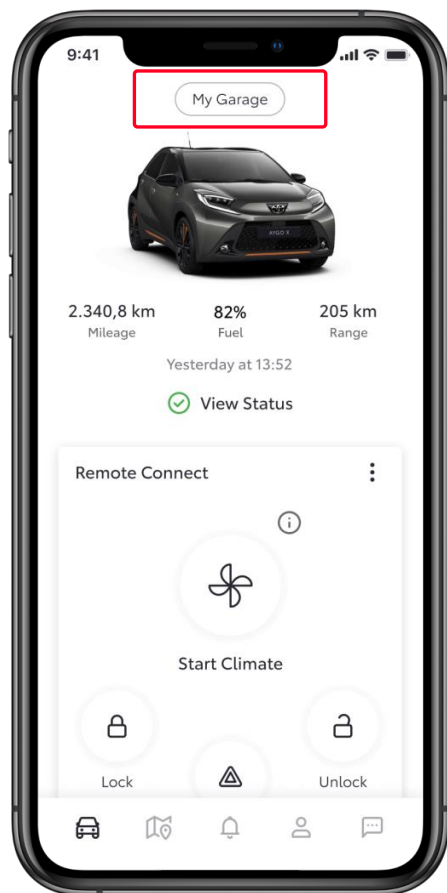 9:41
My Garage
AYGO X
2.340,8 km 82% 205 km
Mileage Fuel Range
Yesterday at 13:52
View Status
Remote Connect
Start Climate
Lock Unlock